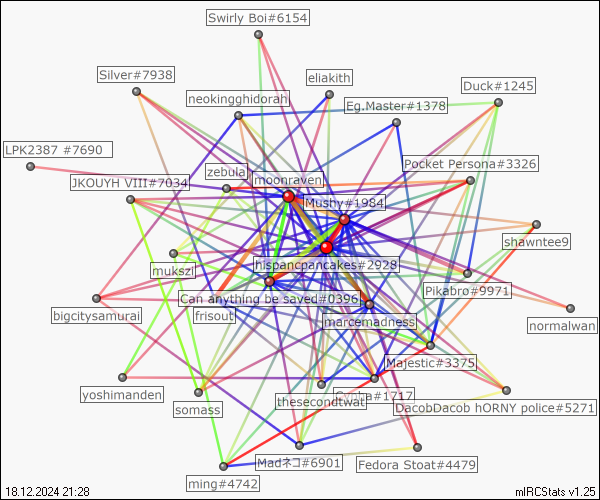 Swirly Boi#6154
Silver#7938
eliakith
Duck#1245
neokingghidorah
Eg.Master#1378
LPK2387 #7690
Pocket Persona#3326
zebula
moonraven
JKOUYH VIII#7034
Mushy#1984
shawntee9
mukszi
hispancpancakes#2928
Pikabro#9971
Can anything be saved#0396
bigcitysamurai
frisout
jmarcemadness
normalwan
Majestic#3375
yoshimanden
somass
thesecondtwat
#1717
DacobDacob hORNY police#5271
Madネコ#6901
Fedora Stoat#4479
ming#4742
18.12.2024 21:28
mIRCStats v1.25